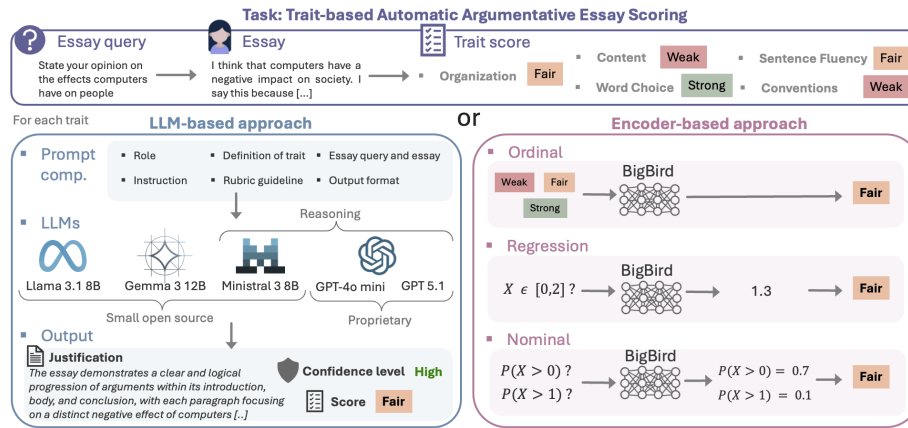 Task: Trait-based Automatic Argumentative Essay Scoring
? Essay query
State your opinion on
the effects computers
have on people
Essay
I think that computers have a
negative impact on society. I
say this because [...]
Trait score
▪ Organization Fair
▪ Content Weak
▪ Word Choice Strong
▪ Sentence Fluency Fair
▪ Conventions Weak
For each trait
LLM-based approach
or
Encoder-based approach
▪ Prompt
comp.
▪ Role
▪ Definition of trait
▪ Essay query and essay
▪ Instruction
▪ Rubric guideline
▪ Output format
Reasoning
▪ LLMs
Llama 3.1 8B
Gemma 3 12B
Ministral 3 8B
GPT-4o mini
GPT 5.1
Small open source
Proprietary
▪ Output
Justification
The essay demonstrates a clear and logical
progression of arguments within its introduction,
body, and conclusion, with each paragraph focusing
on a distinct negative effect of computers [..]
Confidence level High
Score Fair
▪ Ordinal
Weak Fair
Strong
BigBird
Fair
▪ Regression
X ϵ [0,2] ?
BigBird
1.3
Fair
▪ Nominal
P(X > 0) ?
P(X > 1) ?
BigBird
P(X > 0) = 0.7
P(X > 1) = 0.1
Fair